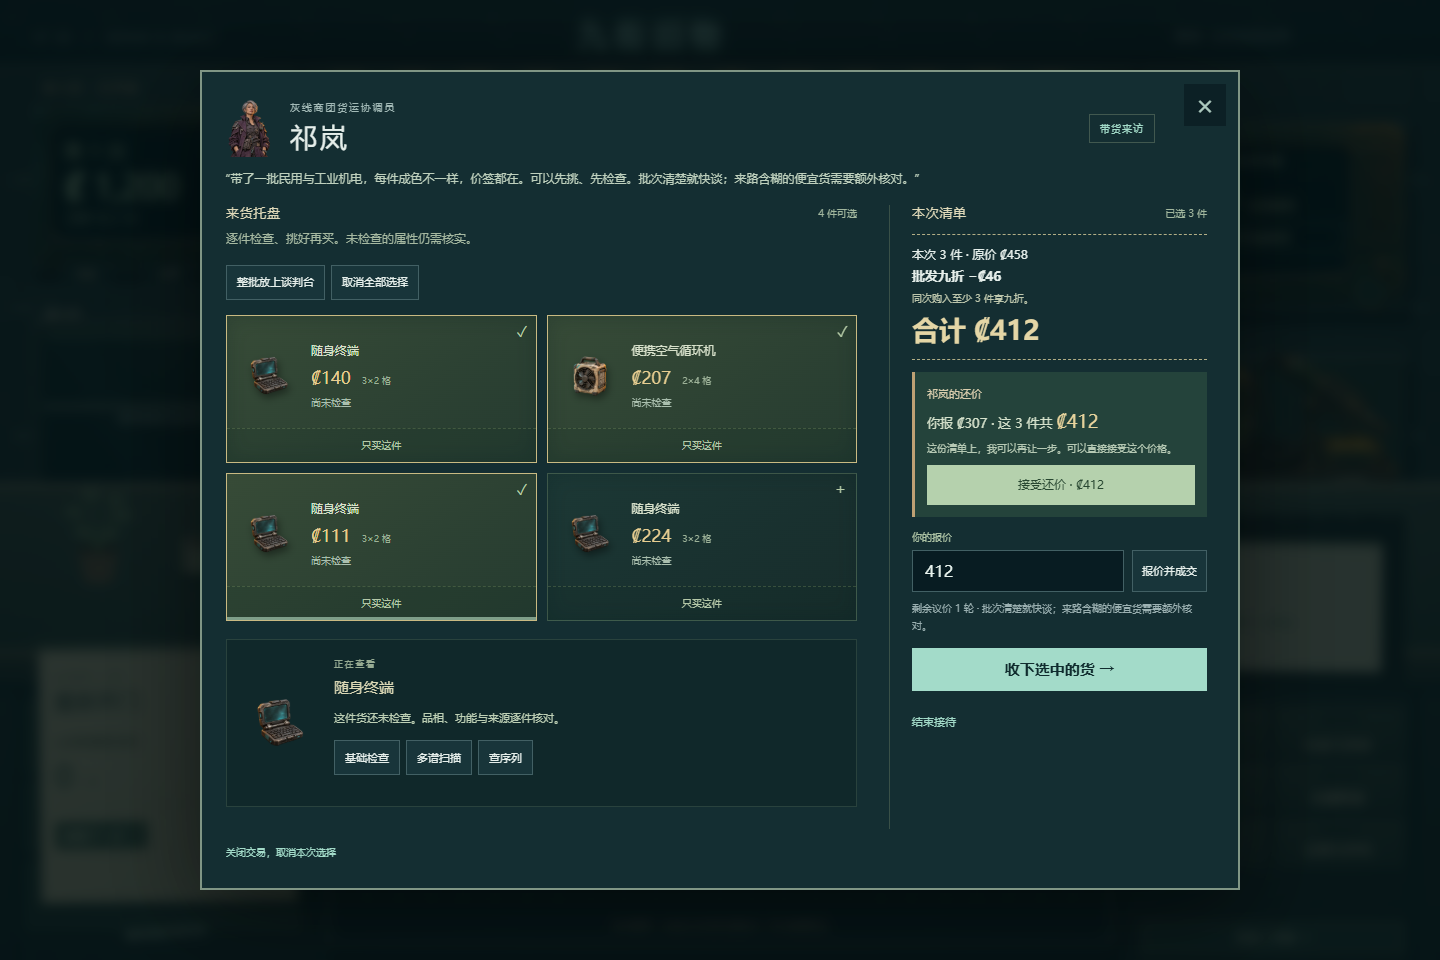 灰线商团货运协调员
祁岚
带货来访
×
“带了一批民用与工业机电，每件成色不一样，价签都在。可以先挑、先检查。批次清楚就快谈；来路含糊的便宜货需要额外核对。”
来货托盘
4 件可选
逐件检查、挑好再买。未检查的属性仍需核实。
整批放上谈判台
取消全部选择
✓
随身终端
₡140 3×2 格
尚未检查
只买这件
✓
便携空气循环机
₡207 2×4 格
尚未检查
只买这件
✓
随身终端
₡111 3×2 格
尚未检查
只买这件
+
随身终端
₡224 3×2 格
尚未检查
只买这件
正在查看
随身终端
这件货还未检查。品相、功能与来源逐件核对。
基础检查
多谱扫描
查序列
关闭交易，取消本次选择
本次清单
已选 3 件
本次 3 件 · 原价 ₡458
批发九折 −₡46
同次购入至少 3 件享九折。
合计 ₡412
祁岚的还价
你报 ₡307 · 这 3 件共 ₡412
这份清单上，我可以再让一步。可以直接接受这个价格。
接受还价 · ₡412
你的报价
412
报价并成交
剩余议价 1 轮 · 批次清楚就快谈；来路含糊的便宜货需要额外核
对。
收下选中的货 →
结束接待